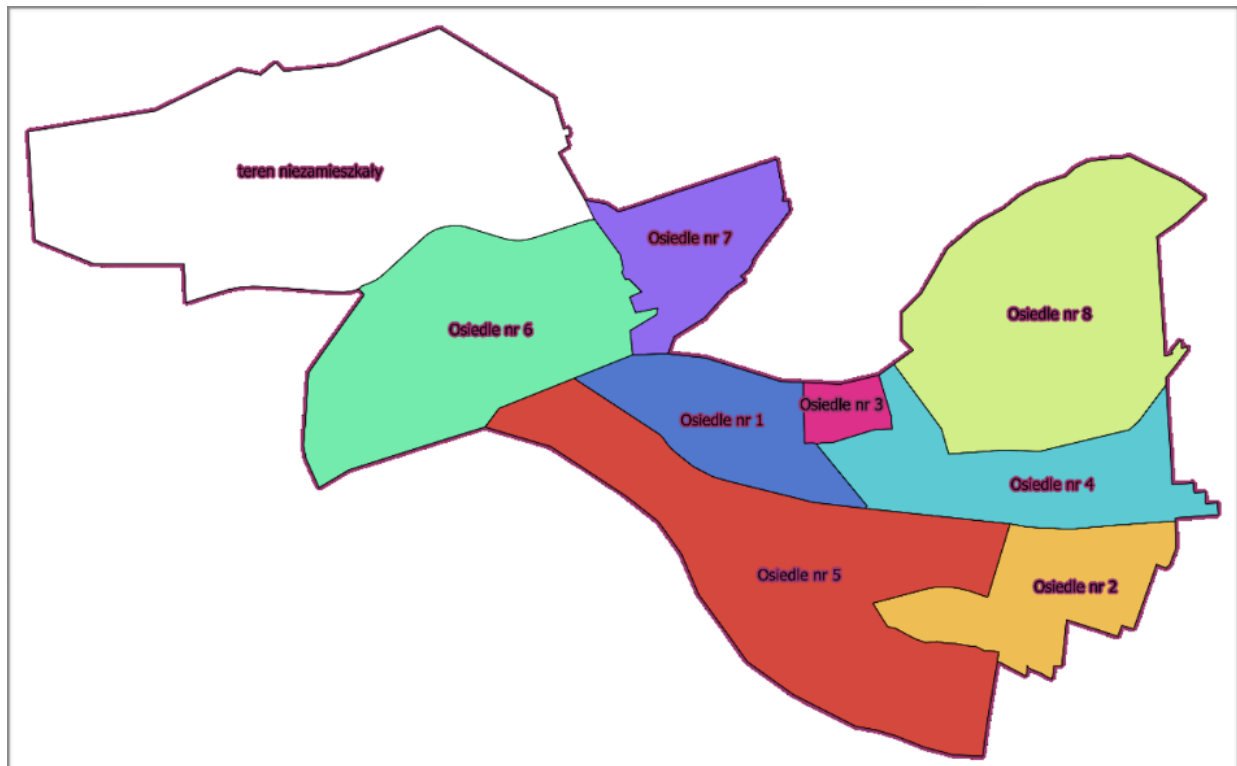 teren niezamieszkały
Osiedle nr 7
Osiedle nr 8
Osiedle nr 6
Osiedle nr 3
Osiedle nr 1
Osiedle nr 4
Osiedle nr 5
Osiedle nr 2